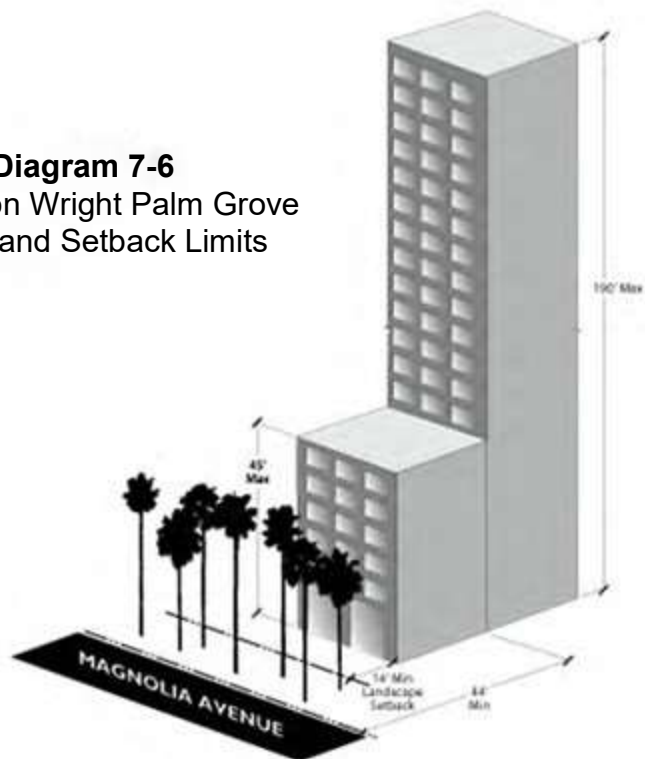 Diagram 7-6
on Wright Palm Grove
and Setback Limits
190' Max
45'
Max
14' Min
Landscape
Setback
Min
MAGNOLIA AVENUE